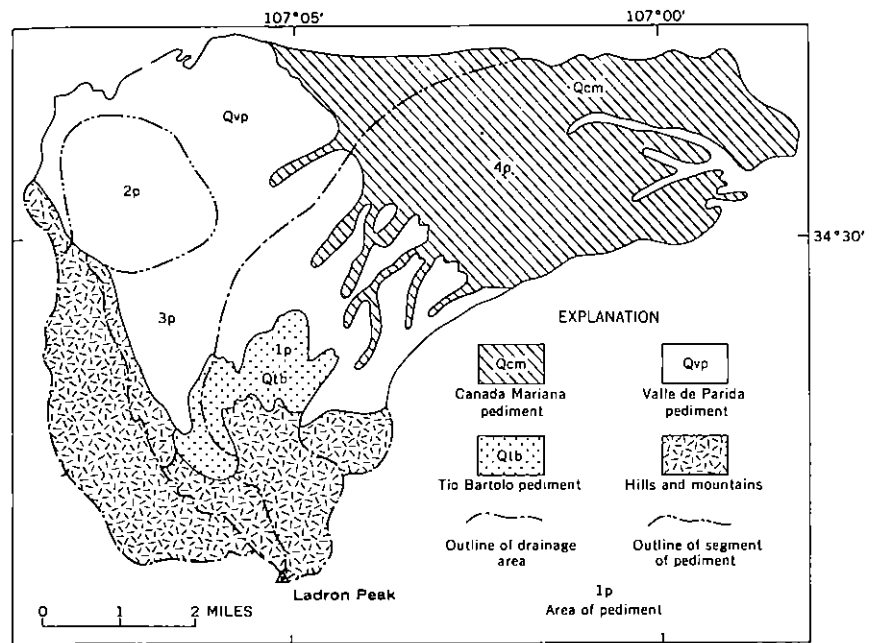 107°05′
107°00′
Qcm
Qvp
4p
2p
34°30′
3p
1p
Qtb
EXPLANATION
Qcm
Canada Mariana
pediment
Qvp
Valle de Parida
pediment
Qtb
Tio Bartolo pediment
Hills and mountains
Outline of drainage
area
Outline of segment
of pediment
1p
Area of pediment
Ladron Peak
0 1 2 MILES